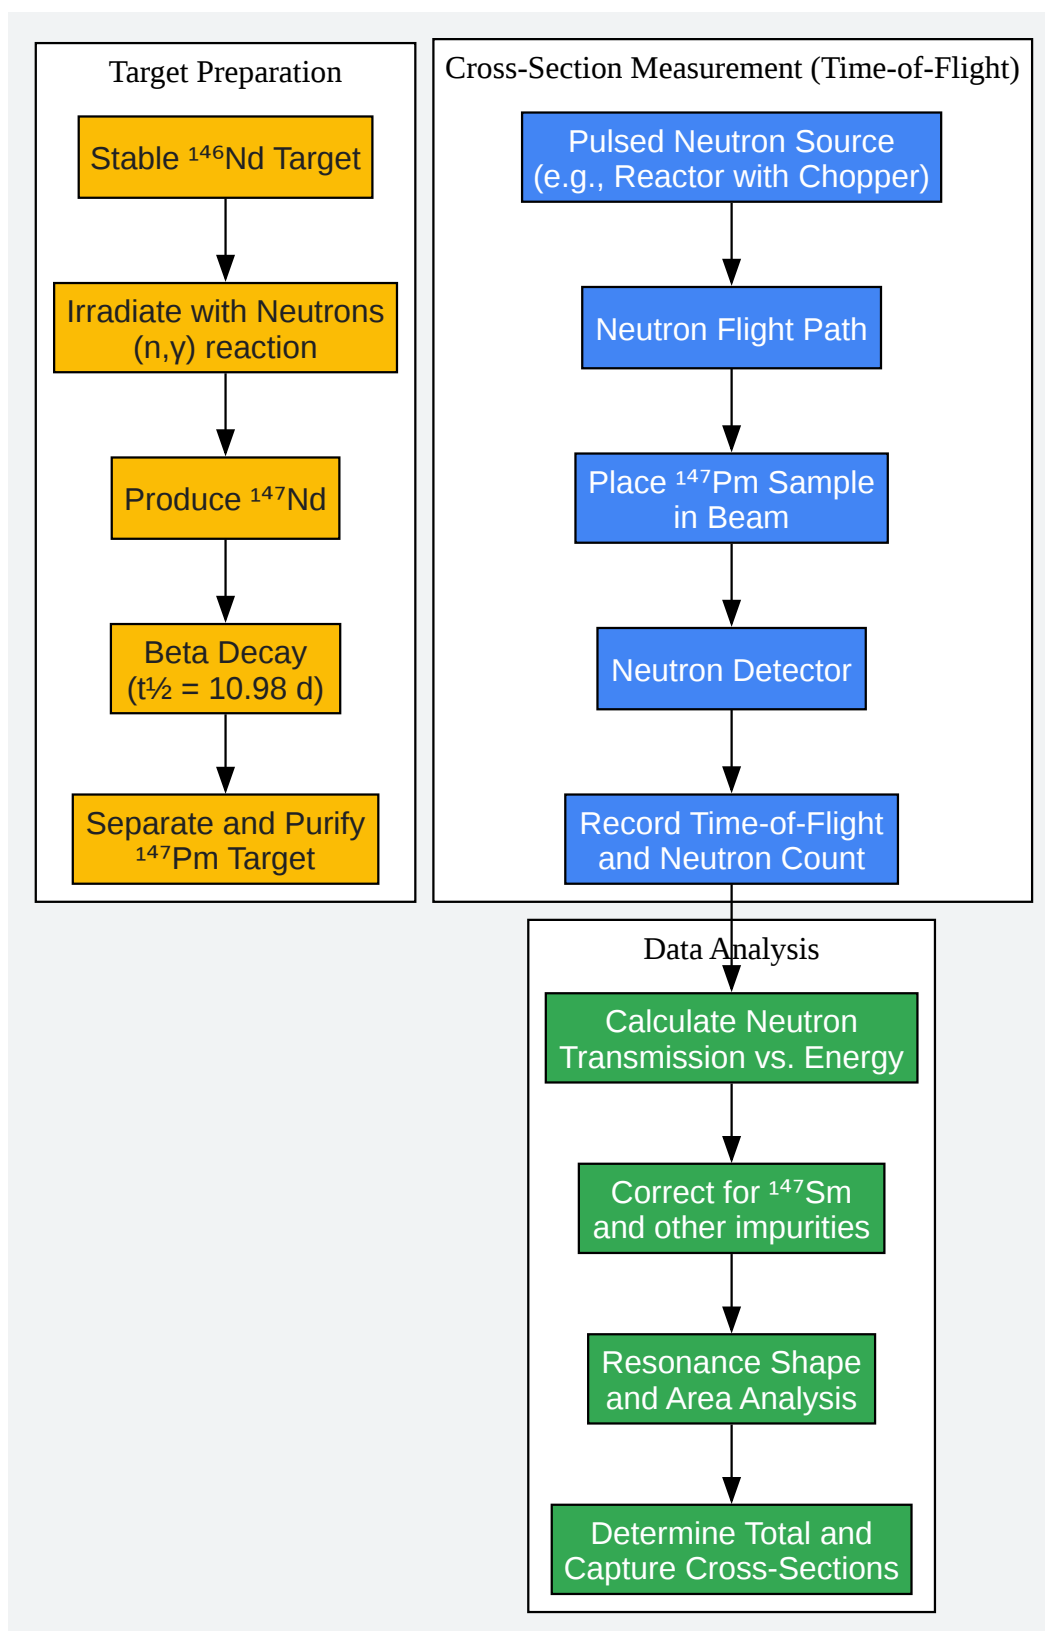 Target Preparation
Stable ¹⁴⁶Nd Target
Irradiate with Neutrons
(n,γ) reaction
Produce ¹⁴⁷Nd
Beta Decay
(t½ = 10.98 d)
Separate and Purify
¹⁴⁷Pm Target
Cross-Section Measurement (Time-of-Flight)
Pulsed Neutron Source
(e.g., Reactor with Chopper)
Neutron Flight Path
Place ¹⁴⁷Pm Sample
in Beam
Neutron Detector
Record Time-of-Flight
and Neutron Count
Data Analysis
Calculate Neutron
Transmission vs. Energy
Correct for ¹⁴⁷Sm
and other impurities
Resonance Shape
and Area Analysis
Determine Total and
Capture Cross-Sections